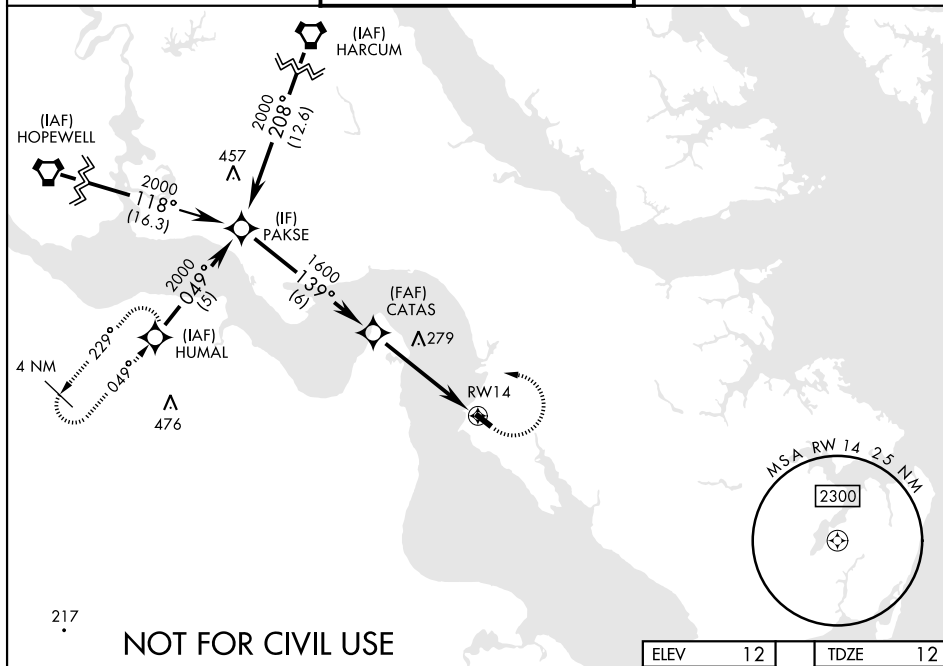 (IAF)
HARCUM
2000
208°
(12.6)
(IAF)
HOPEWELL
457
2000
118°
(16.3)
(IF)
PAKSE
2000
049°
(5)
1600
139°
(6)
(FAF)
CATAS
279
(IAF)
HUMAL
229°
049°
4 NM
476
RW14
MSA RW 14 25 NM
2300
217
NOT FOR CIVIL USE
ELEV 12
TDZE 12